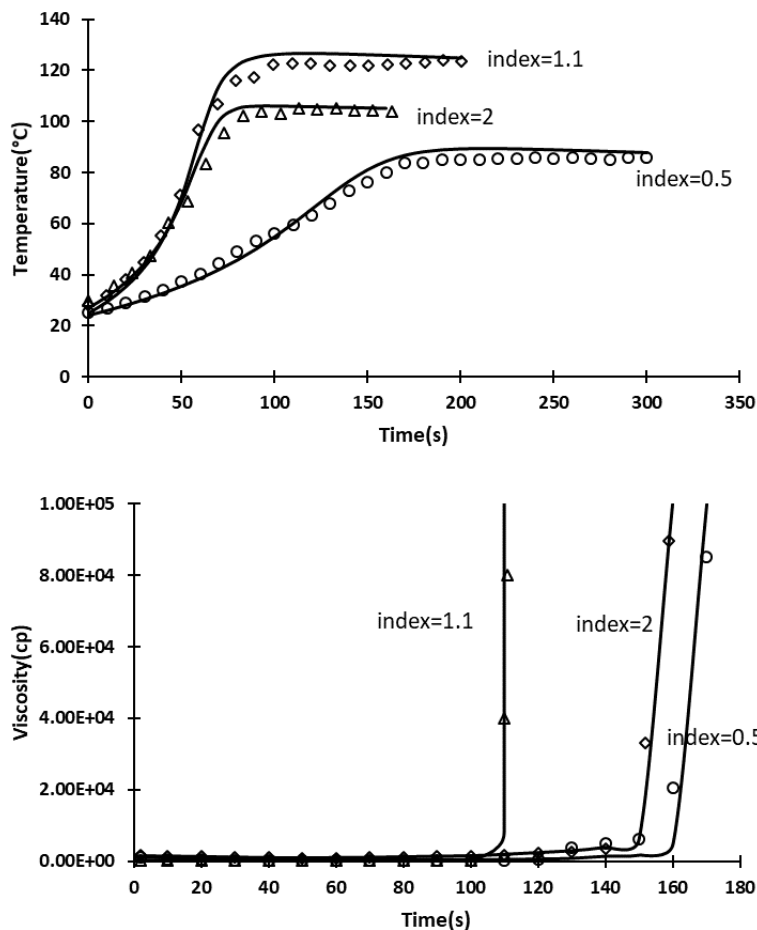 140
120
100
80
60
40
20
0
Temperature(°C)
index=1.1
index=2
index=0.5
0 50 100 150 200 250 300 350
Time(s)
1.00E+05
8.00E+04
6.00E+04
4.00E+04
2.00E+04
0.00E+00
Viscosity(cp)
index=1.1
index=2
index=0.5
0 20 40 60 80 100 120 140 160 180
Time(s)